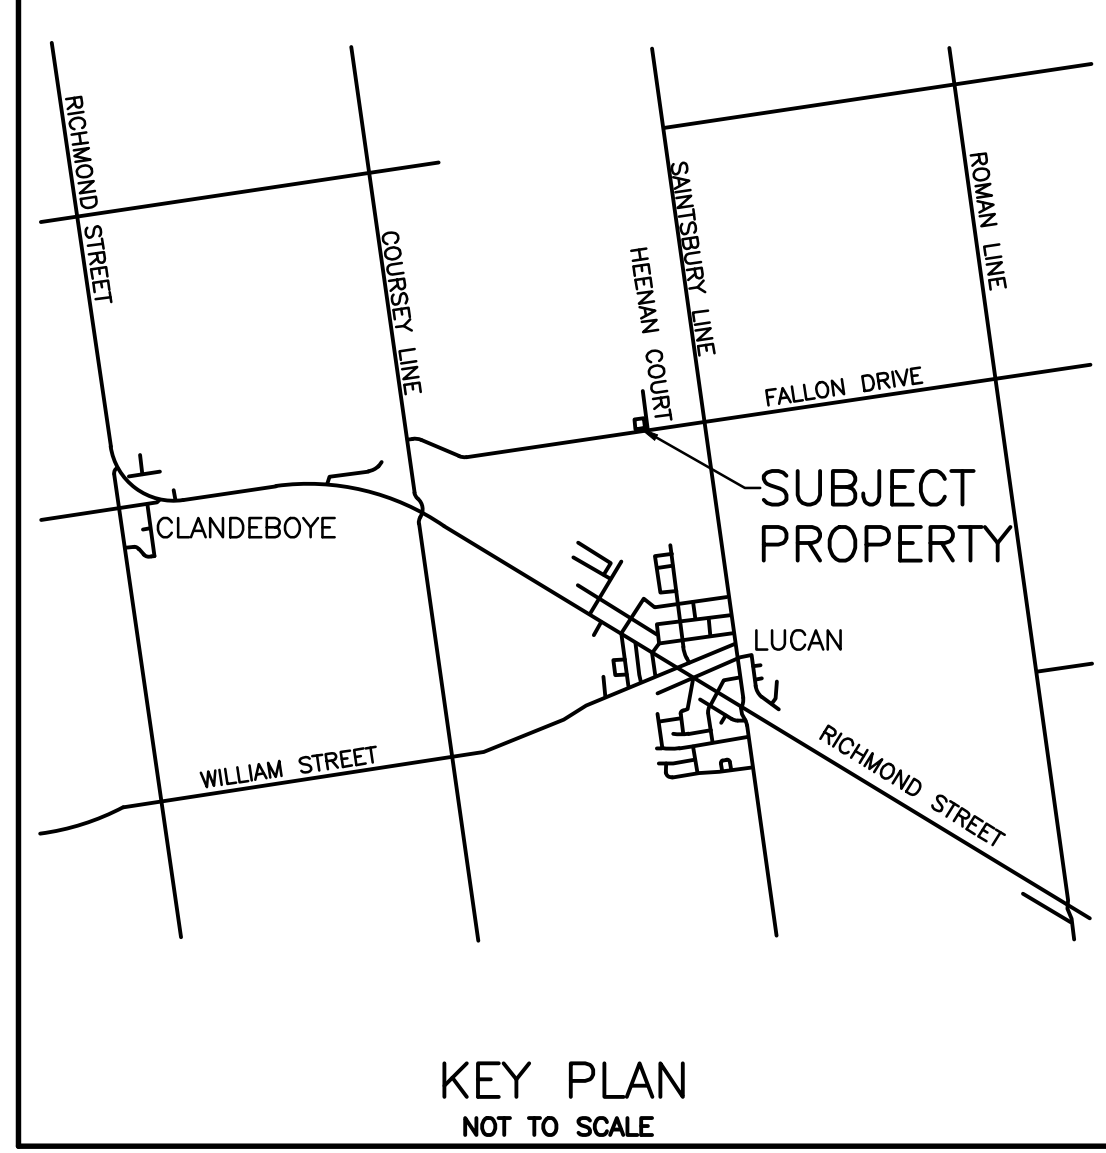 RICHMOND STREET
COURSEY LINE
HEENAN COURT
SAINTSBURY LINE
ROMAN LINE
FALLON DRIVE
SUBJECT
PROPERTY
CLANDEBOYE
LUCAN
WILLIAM STREET
RICHMOND STREET
KEY PLAN
NOT TO SCALE